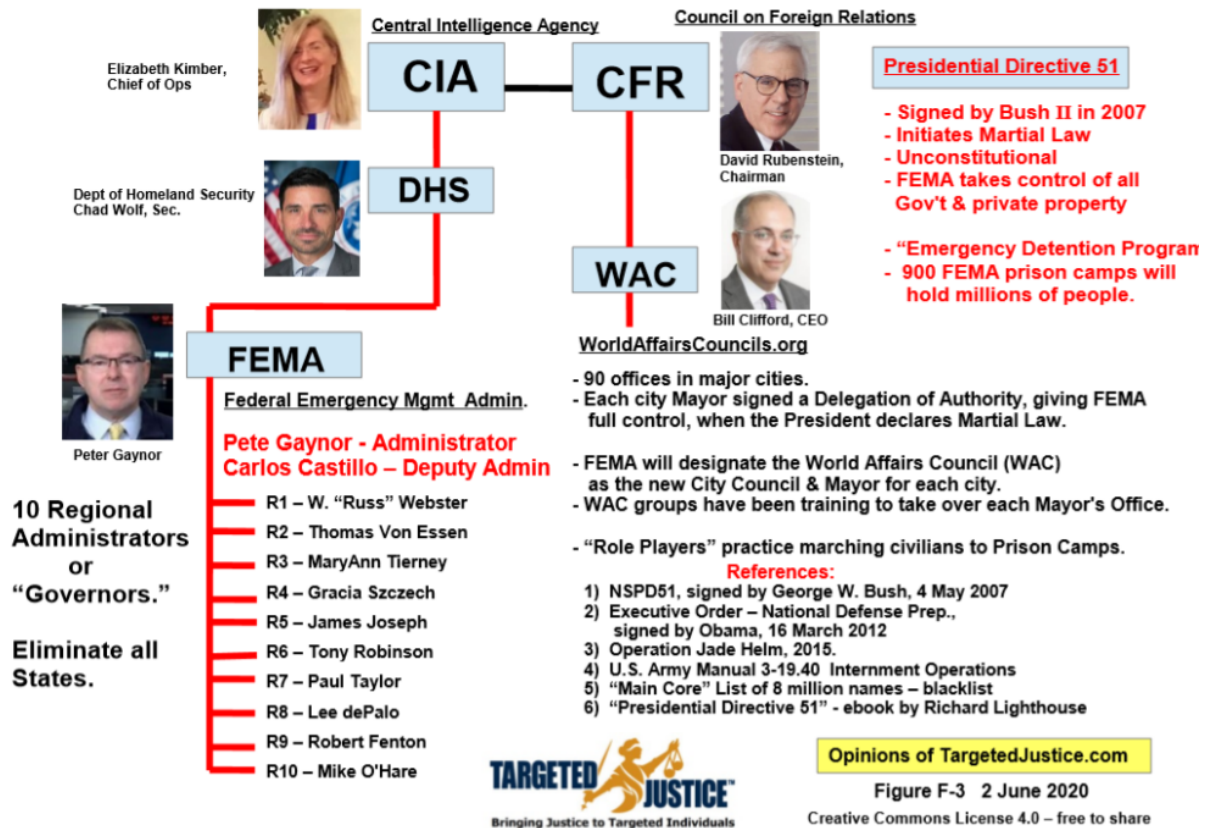 Central Intelligence Agency
Council on Foreign Relations
Elizabeth Kimber,
Chief of Ops
CIA
CFR
David Rubenstein,
Chairman
Presidential Directive 51
- Signed by Bush II in 2007
- Initiates Martial Law
- Unconstitutional
- FEMA takes control of all
Gov't & private property
- “Emergency Detention Program
- 900 FEMA prison camps will
hold millions of people.
Dept of Homeland Security
Chad Wolf, Sec.
DHS
WAC
Bill Clifford, CEO
Peter Gaynor
FEMA
Federal Emergency Mgmt Admin.
Pete Gaynor - Administrator
Carlos Castillo – Deputy Admin
10 Regional
Administrators
or
“Governors.”
Eliminate all
States.
R1 – W. “Russ” Webster
R2 – Thomas Von Essen
R3 – MaryAnn Tierney
R4 – Gracia Szczech
R5 – James Joseph
R6 – Tony Robinson
R7 – Paul Taylor
R8 – Lee dePalo
R9 – Robert Fenton
R10 – Mike O'Hare
WorldAffairsCouncils.org
- 90 offices in major cities.
- Each city Mayor signed a Delegation of Authority, giving FEMA
full control, when the President declares Martial Law.
- FEMA will designate the World Affairs Council (WAC)
as the new City Council & Mayor for each city.
- WAC groups have been training to take over each Mayor's Office.
- “Role Players” practice marching civilians to Prison Camps.
References:
1) NSPD51, signed by George W. Bush, 4 May 2007
2) Executive Order – National Defense Prep.,
signed by Obama, 16 March 2012
3) Operation Jade Helm, 2015.
4) U.S. Army Manual 3-19.40 Internment Operations
5) “Main Core” List of 8 million names – blacklist
6) “Presidential Directive 51” - ebook by Richard Lighthouse
TARGETED JUSTICE™
Bringing Justice to Targeted Individuals
Opinions of TargetedJustice.com
Figure F-3 2 June 2020
Creative Commons License 4.0 – free to share